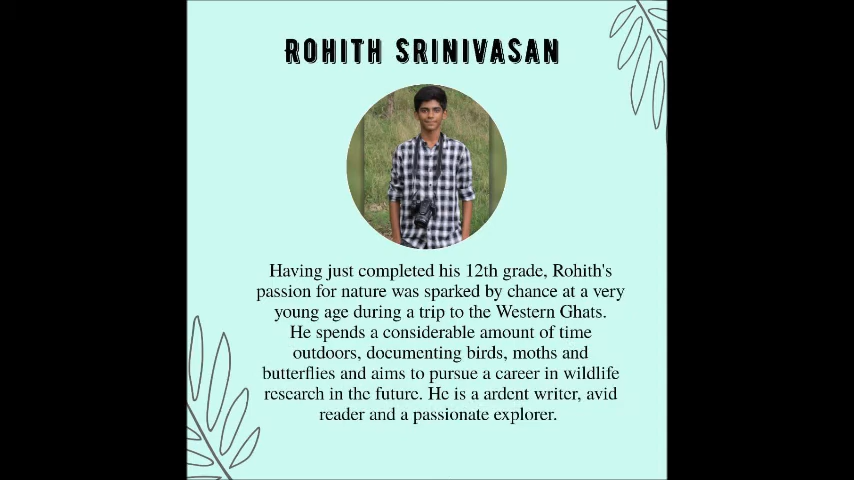 ROHITH SRINIVASAN
Having just completed his 12th grade, Rohith's
passion for nature was sparked by chance at a very
young age during a trip to the Western Ghats.
He spends a considerable amount of time
outdoors, documenting birds, moths and
butterflies and aims to pursue a career in wildlife
research in the future. He is a ardent writer, avid
reader and a passionate explorer.